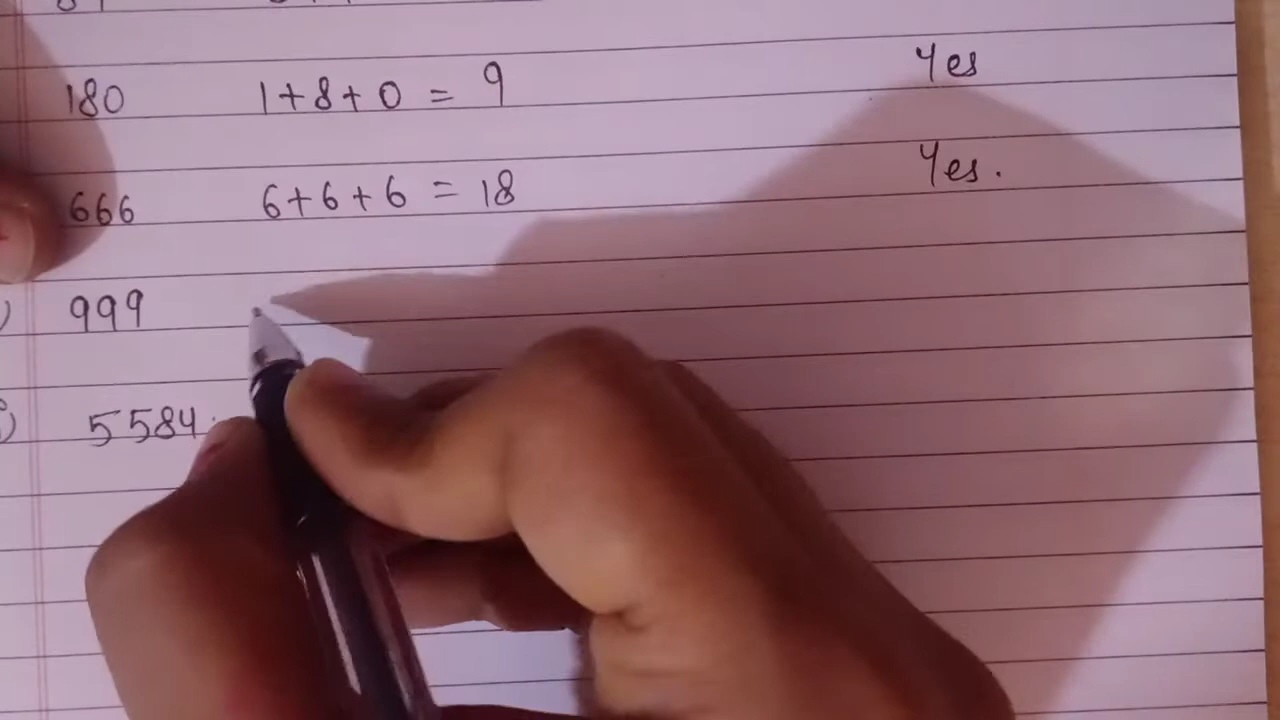 180 1+8+0 = 9 Yes
666 6+6+6 = 18 Yes.
) 999
) 5584